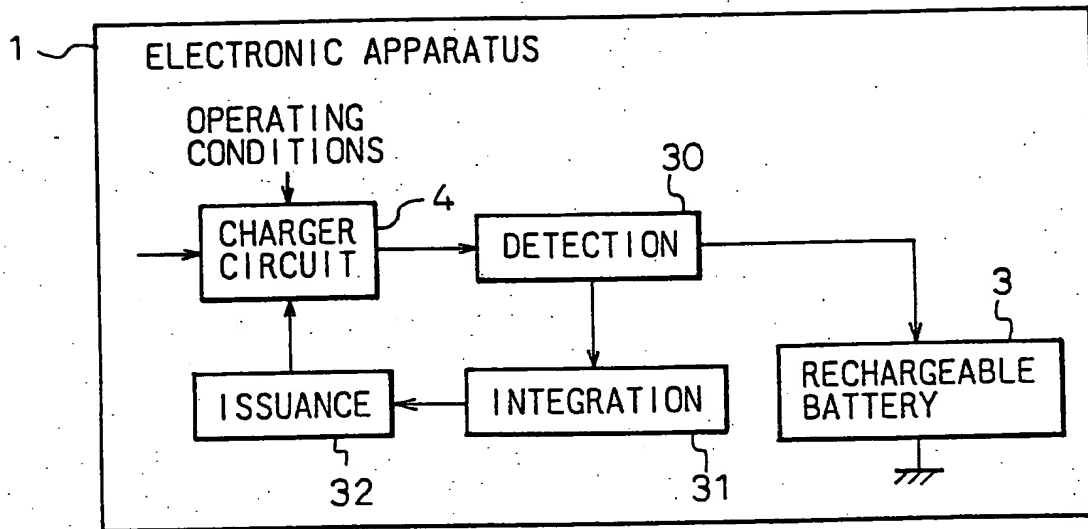 1
ELECTRONIC APPARATUS
OPERATING
CONDITIONS
4
30
CHARGER
CIRCUIT
DETECTION
3
ISSUANCE
INTEGRATION
RECHARGEABLE
BATTERY
32
31